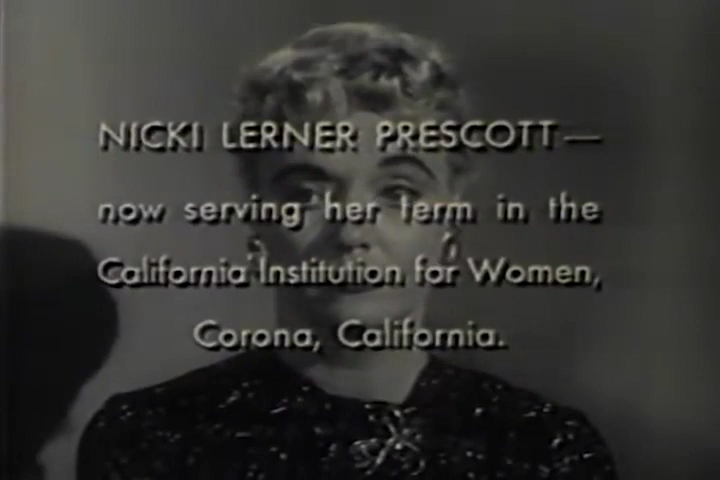 NICKI LERNER PRESCOTT—
now serving her term in the
California Institution for Women,
Corona, California.